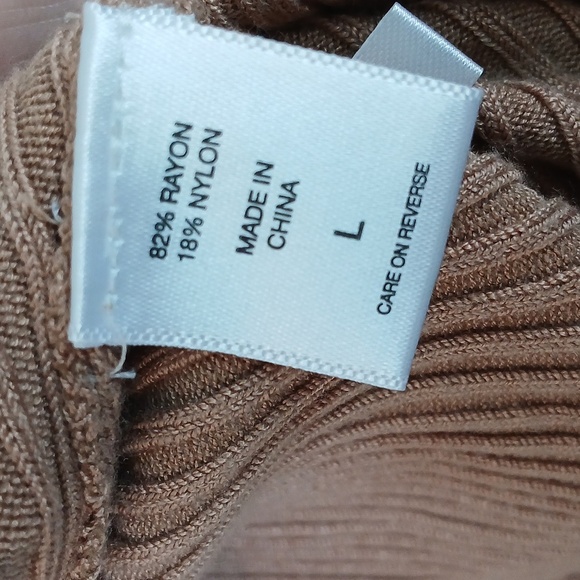 82% RAYON
18% NYLON
MADE IN
CHINA
L
CARE ON REVERSE